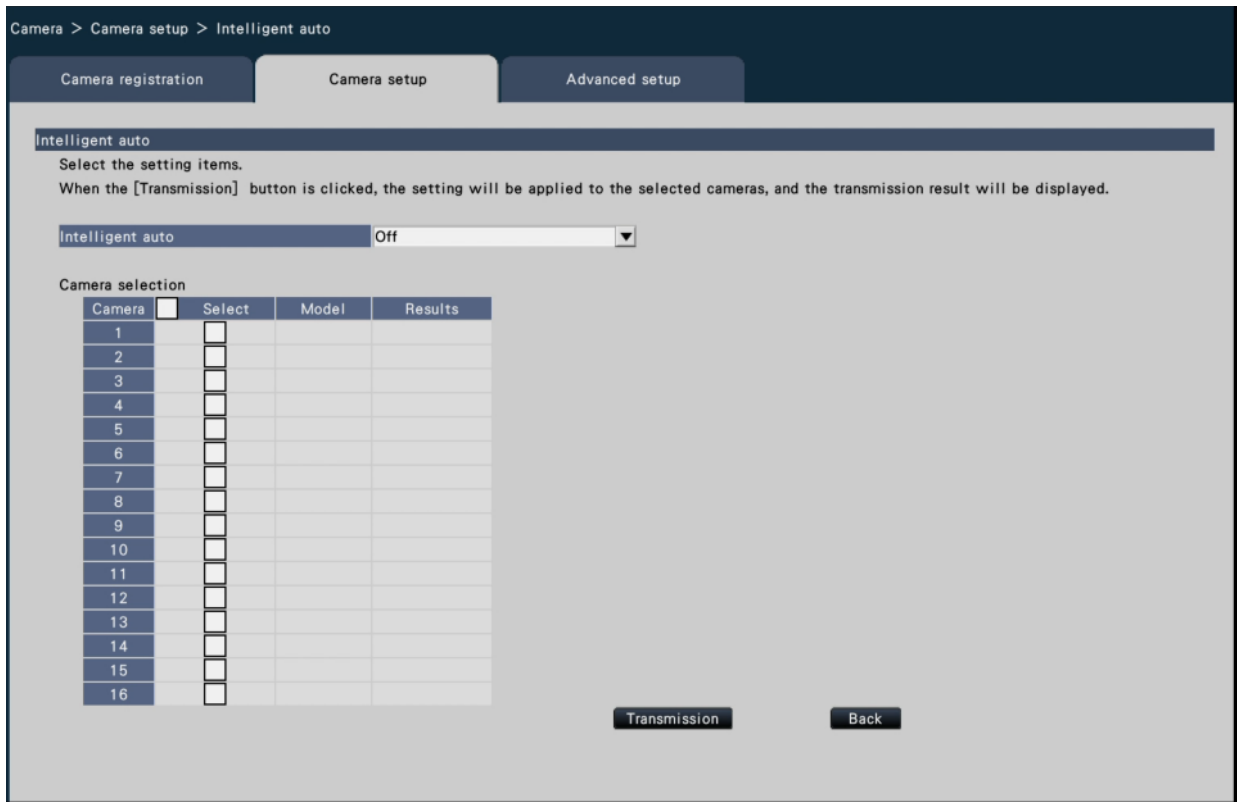 Camera > Camera setup > Intelligent auto
Camera registration Camera setup Advanced setup
Intelligent auto
Select the setting items.
When the [Transmission] button is clicked, the setting will be applied to the selected cameras, and the transmission result will be displayed.
Intelligent auto Off
Camera selection
Camera Select Model Results
1
2
3
4
5
6
7
8
9
10
11
12
13
14
15
16
Transmission Back